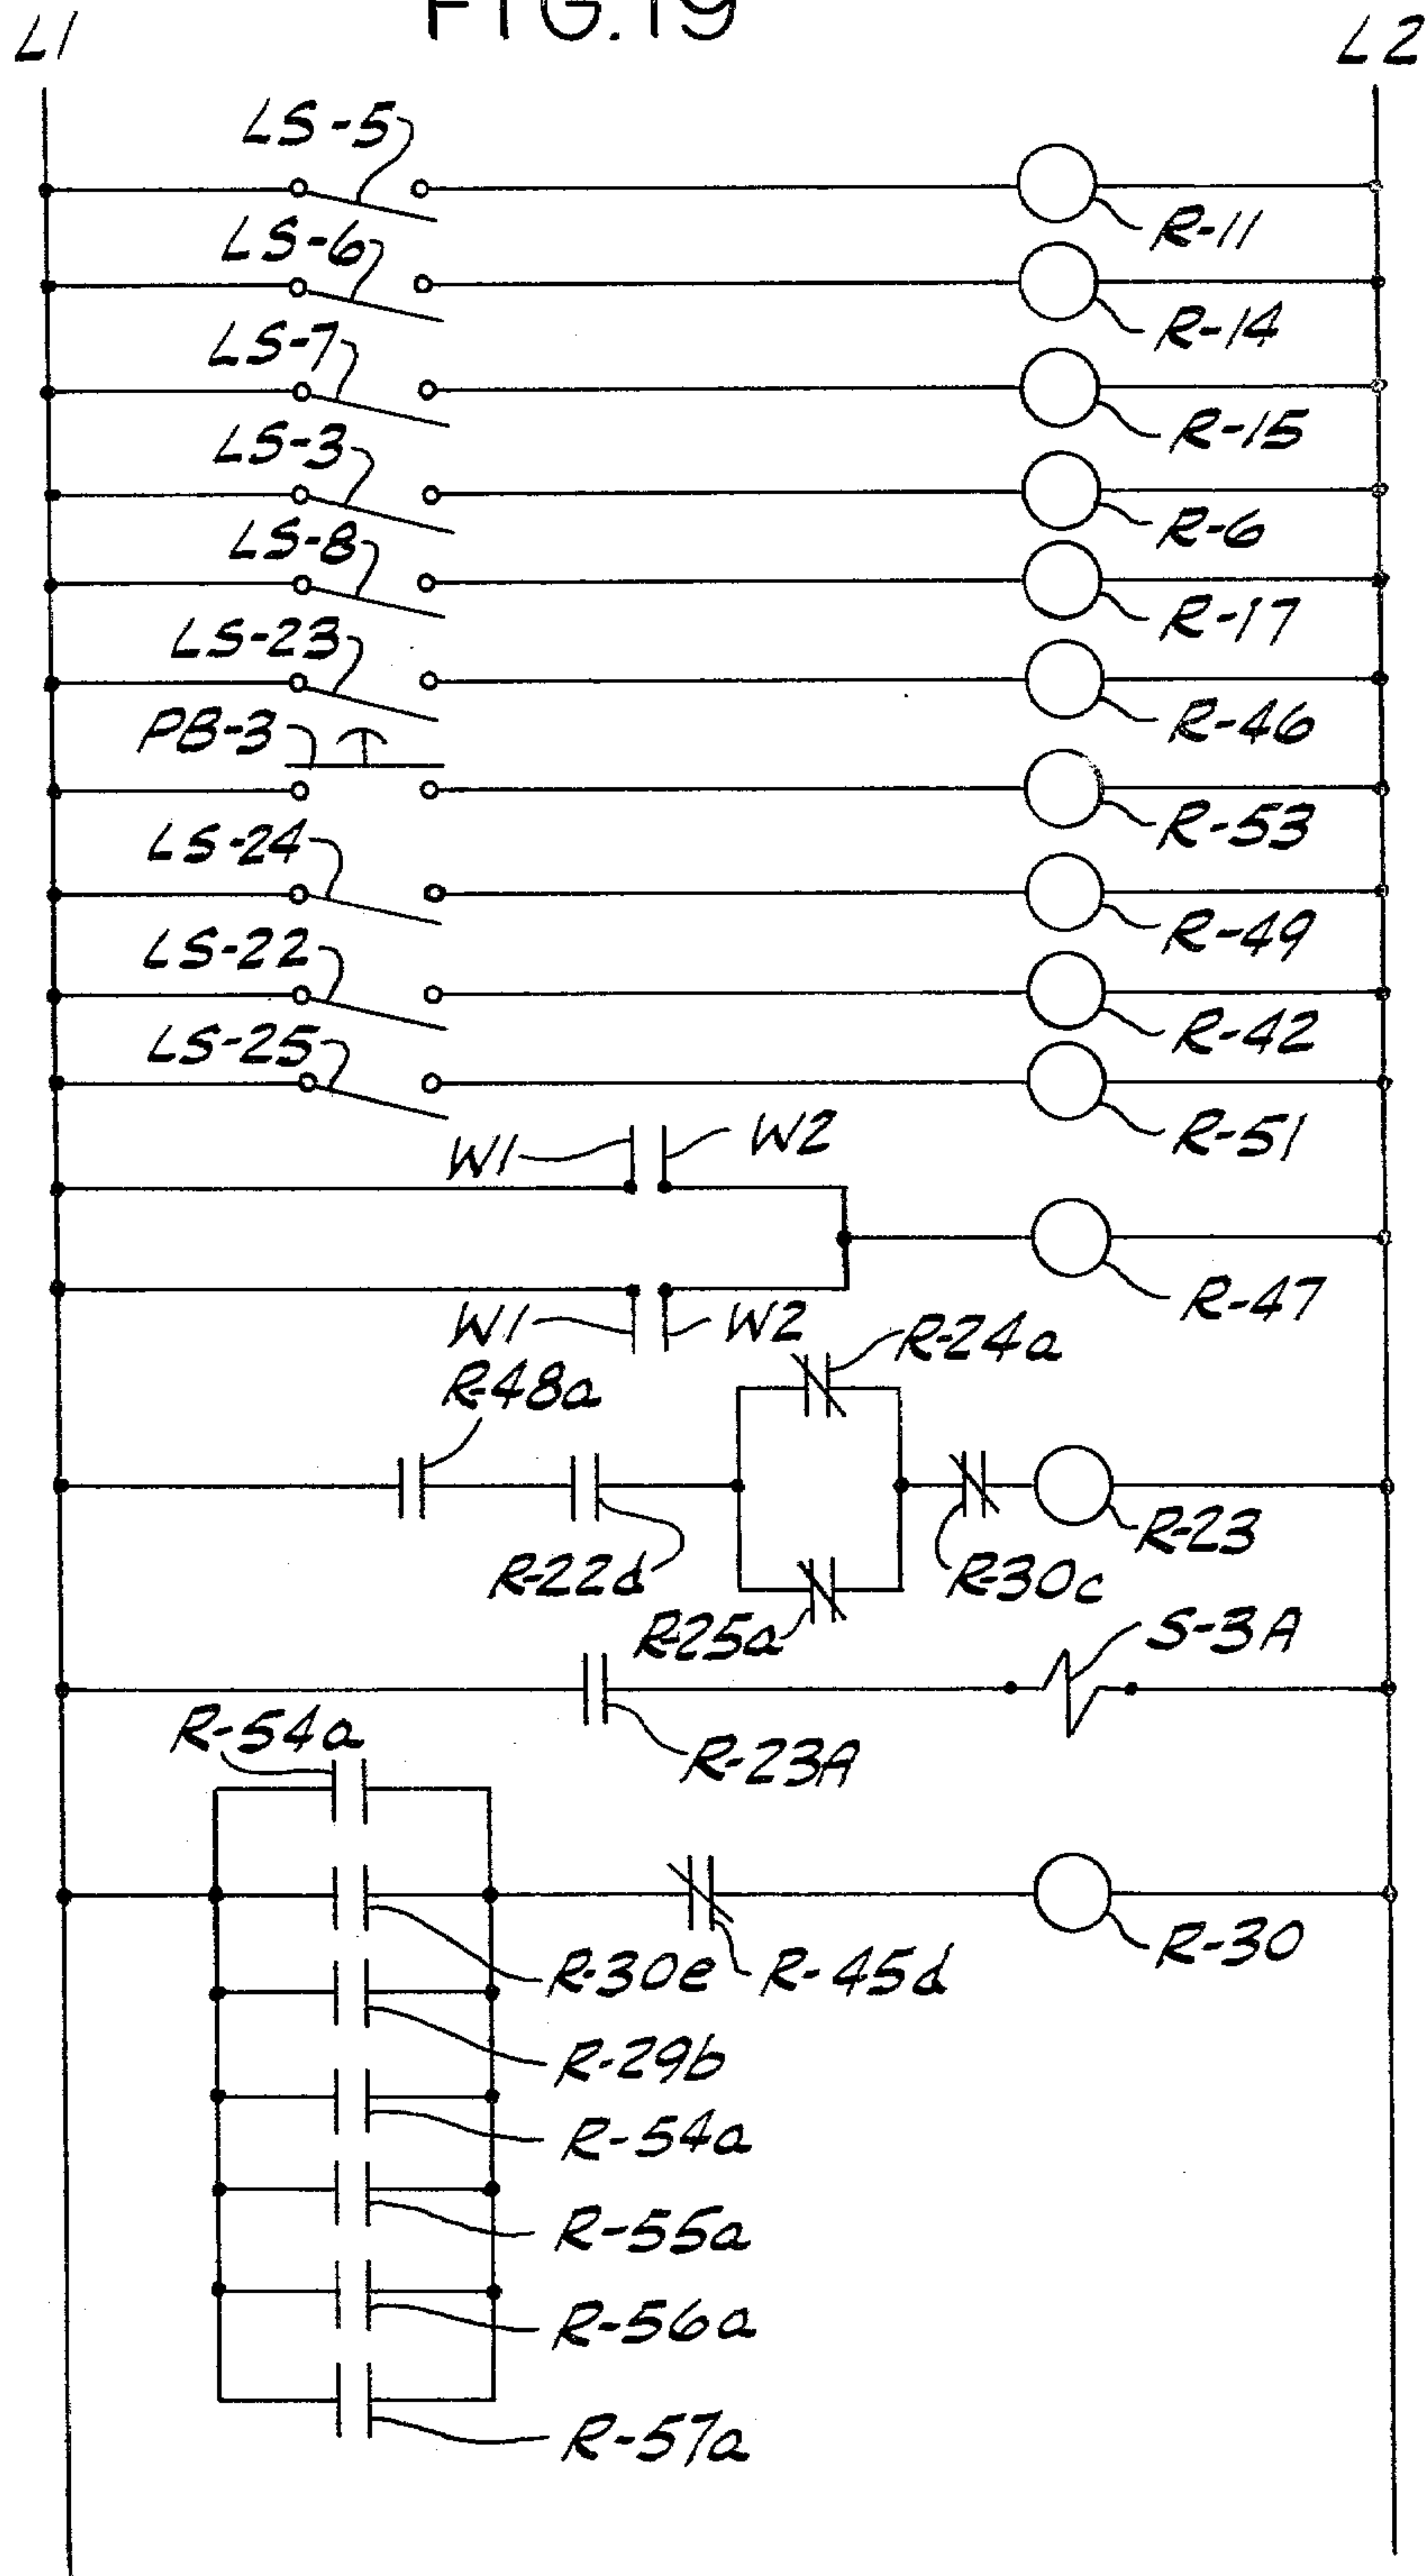 FIG. 19
L1
L2
LS-5
R-11
LS-6
R-14
LS-7
R-15
LS-3
R-6
LS-8
R-17
LS-23
R-46
PB-3
R-53
LS-24
R-49
LS-22
R-42
LS-25
R-51
W1
W2
R-47
W1
W2
R-24a
R-48a
R-22d
R-25a
R-30c
R-23
S-3A
R-23A
R-54a
R-30e
R-45d
R-30
R-29b
R-54a
R-55a
R-56a
R-57a